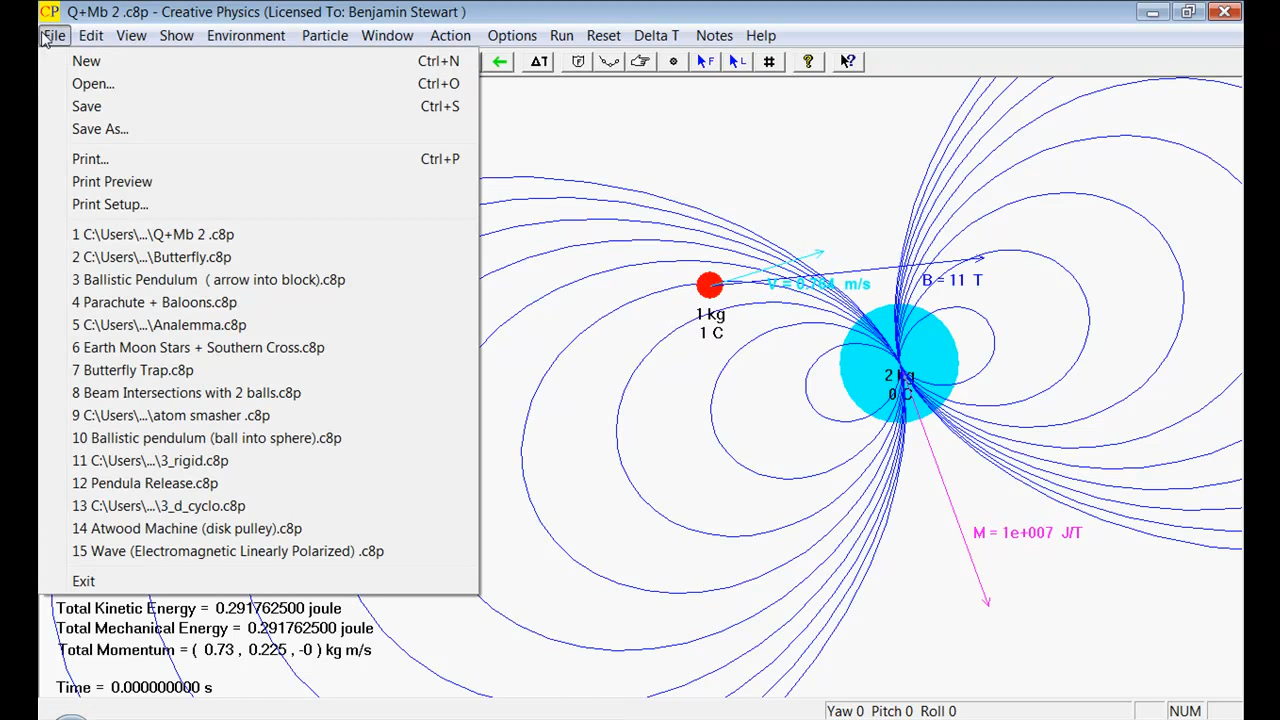 CP Q+Mb 2 .c8p - Creative Physics (Licensed To: Benjamin Stewart )
File Edit View Show Environment Particle Window Action Options Run Reset Delta T Notes Help
New Ctrl+N
Open... Ctrl+O
Save Ctrl+S
Save As...
Print... Ctrl+P
Print Preview
Print Setup...
1 C:\Users\...\Q+Mb 2 .c8p
2 C:\Users\...\Butterfly.c8p
3 Ballistic Pendulum ( arrow into block).c8p
4 Parachute + Baloons.c8p
5 C:\Users\...\Analemma.c8p
6 Earth Moon Stars + Southern Cross.c8p
7 Butterfly Trap.c8p
8 Beam Intersections with 2 balls.c8p
9 C:\Users\...\atom smasher .c8p
10 Ballistic pendulum (ball into sphere).c8p
11 C:\Users\...\3_rigid.c8p
12 Pendula Release.c8p
13 C:\Users\...\3_d_cyclo.c8p
14 Atwood Machine (disk pulley).c8p
15 Wave (Electromagnetic Linearly Polarized) .c8p
Exit
ΔT F L # ? ?
V = 0.764 m/s
B = 11 T
1 kg
1 C
2 Kg
0 C
M = 1e+007 J/T
Total Kinetic Energy = 0.291762500 joule
Total Mechanical Energy = 0.291762500 joule
Total Momentum = ( 0.73 , 0.225 , -0 ) kg m/s
Time = 0.000000000 s
Yaw 0 Pitch 0 Roll 0 NUM